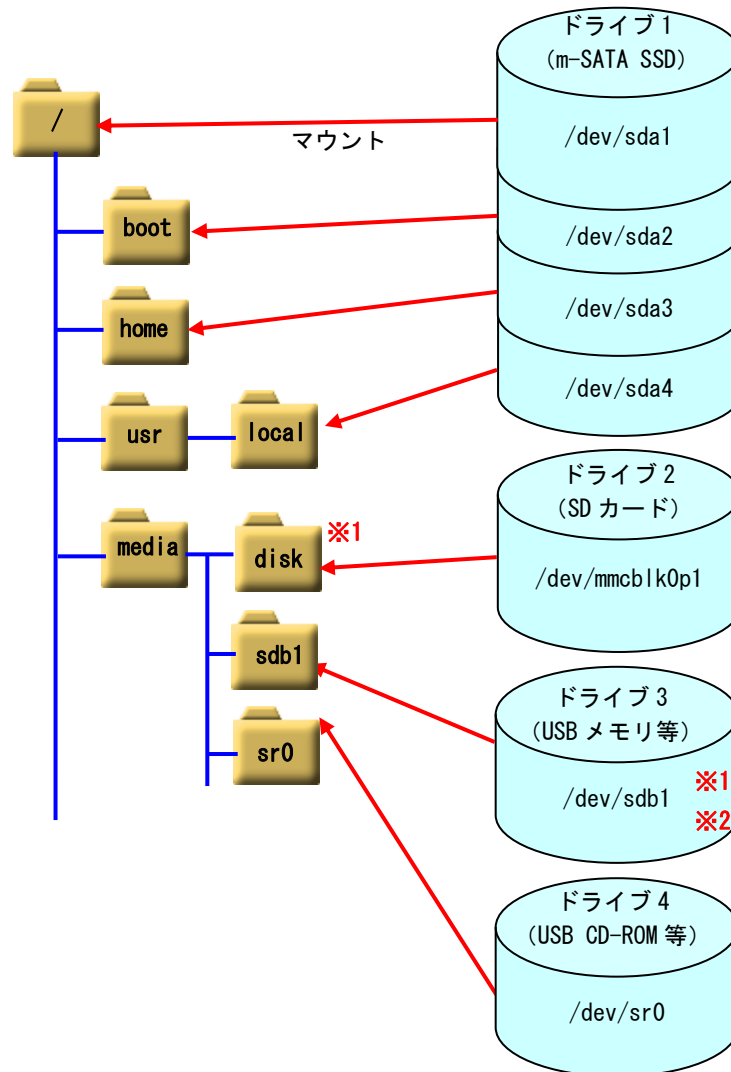 ドライブ 1
(m-SATA SSD)
/
マウント
/dev/sda1
boot
/dev/sda2
home
/dev/sda3
usr
local
/dev/sda4
ドライブ 2
(SD カード)
media
disk
※1
/dev/mmcblk0p1
sdb1
ドライブ 3
(USB メモリ等)
sr0
/dev/sdb1
※1
※2
ドライブ 4
(USB CD-ROM 等)
/dev/sr0